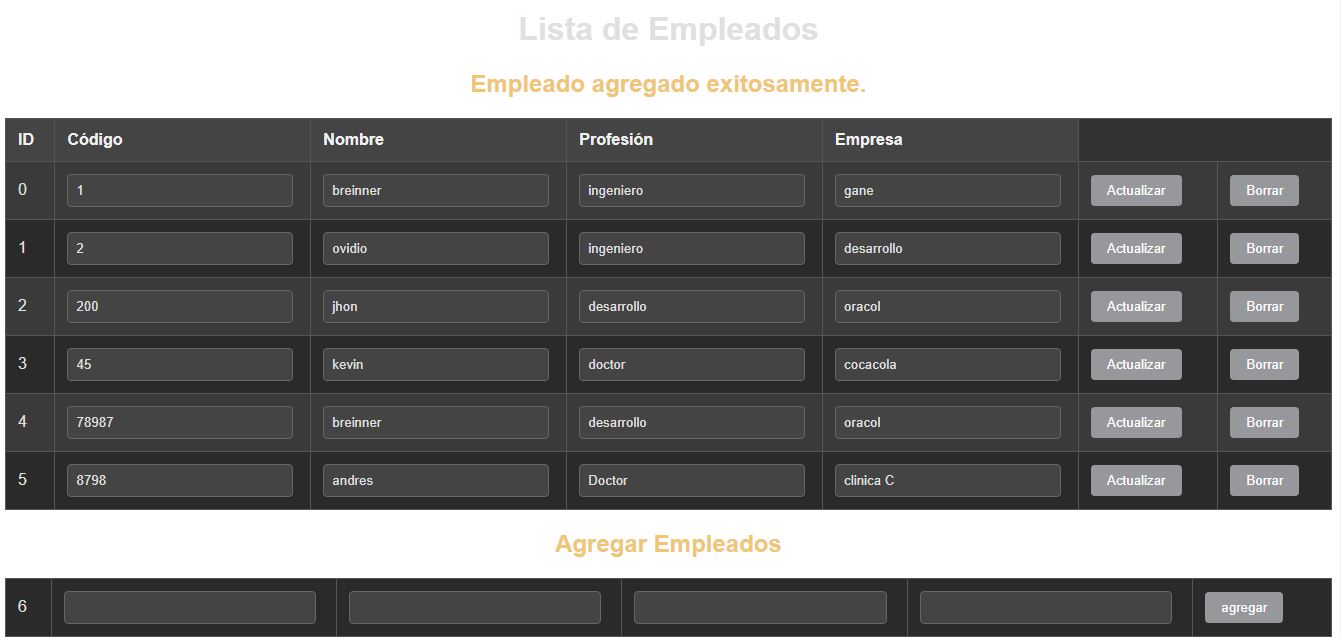 Lista de Empleados
Empleado agregado exitosamente.
ID Código Nombre Profesión Empresa
0 1 breinner ingeniero gane Actualizar Borrar
1 2 ovidio ingeniero desarrollo Actualizar Borrar
2 200 jhon desarrollo oracol Actualizar Borrar
3 45 kevin doctor cocacola Actualizar Borrar
4 78987 breinner desarrollo oracol Actualizar Borrar
5 8798 andres Doctor clinica C Actualizar Borrar
Agregar Empleados
6 agregar